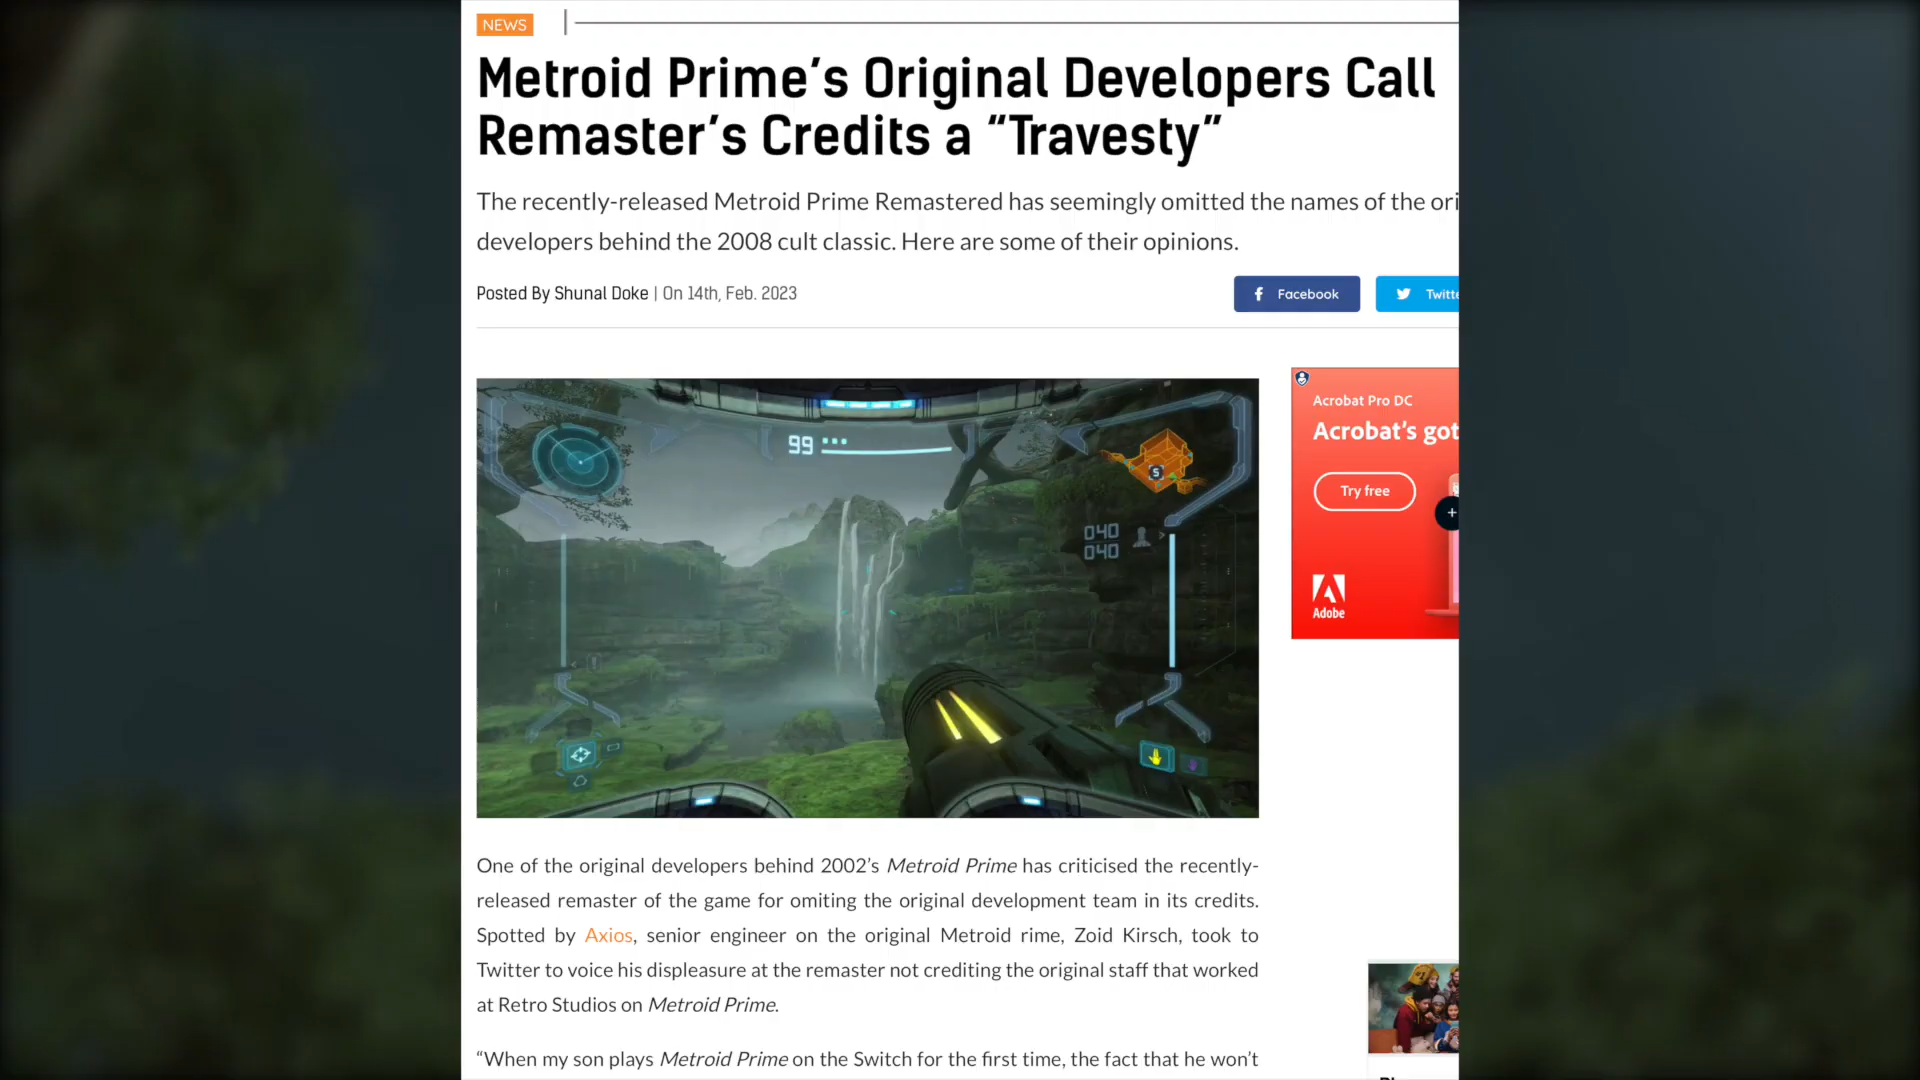 NEWS
Metroid Prime’s Original Developers Call
Remaster’s Credits a “Travesty”
The recently-released Metroid Prime Remastered has seemingly omitted the names of the ori
developers behind the 2008 cult classic. Here are some of their opinions.
Posted By Shunal Doke | On 14th, Feb. 2023
Facebook
Twitte
Acrobat Pro DC
Acrobat’s got
Try free
Adobe
99
S
040
040
One of the original developers behind 2002’s Metroid Prime has criticised the recently-
released remaster of the game for omiting the original development team in its credits.
Spotted by Axios, senior engineer on the original Metroid rime, Zoid Kirsch, took to
Twitter to voice his displeasure at the remaster not crediting the original staff that worked
at Retro Studios on Metroid Prime.
“When my son plays Metroid Prime on the Switch for the first time, the fact that he won’t